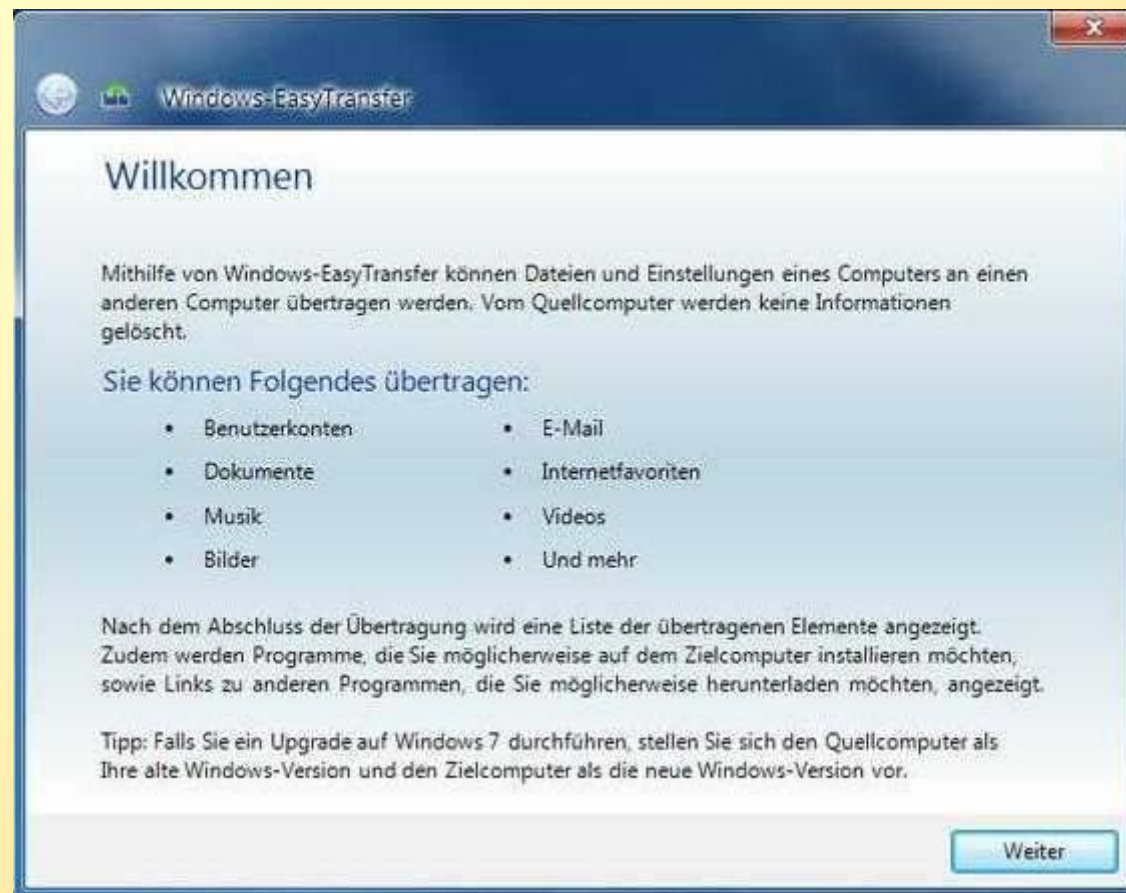 Windows-EasyTransfer
Willkommen
Mithilfe von Windows-EasyTransfer können Dateien und Einstellungen eines Computers an einen
anderen Computer übertragen werden. Vom Quellcomputer werden keine Informationen
gelöscht.
Sie können Folgendes übertragen:
• Benutzerkonten
• E-Mail
• Dokumente
• Internetfavoriten
• Musik
• Videos
• Bilder
• Und mehr
Nach dem Abschluss der Übertragung wird eine Liste der übertragenen Elemente angezeigt.
Zudem werden Programme, die Sie möglicherweise auf dem Zielcomputer installieren möchten,
sowie Links zu anderen Programmen, die Sie möglicherweise herunterladen möchten, angezeigt.
Tipp: Falls Sie ein Upgrade auf Windows 7 durchführen, stellen Sie sich den Quellcomputer als
Ihre alte Windows-Version und den Zielcomputer als die neue Windows-Version vor.
Weiter